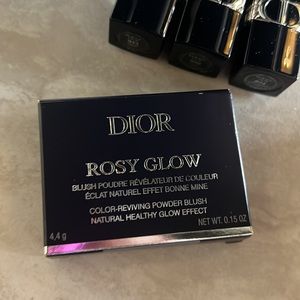 DIOR
ROSY GLOW
BLUSH POUDRE RÉVÉLATEUR DE COULEUR
ÉCLAT NATUREL EFFET BONNE MINE
COLOR-REVIVING POWDER BLUSH
NATURAL HEALTHY GLOW EFFECT
4,4 g
NET WT. 0.15 OZ.